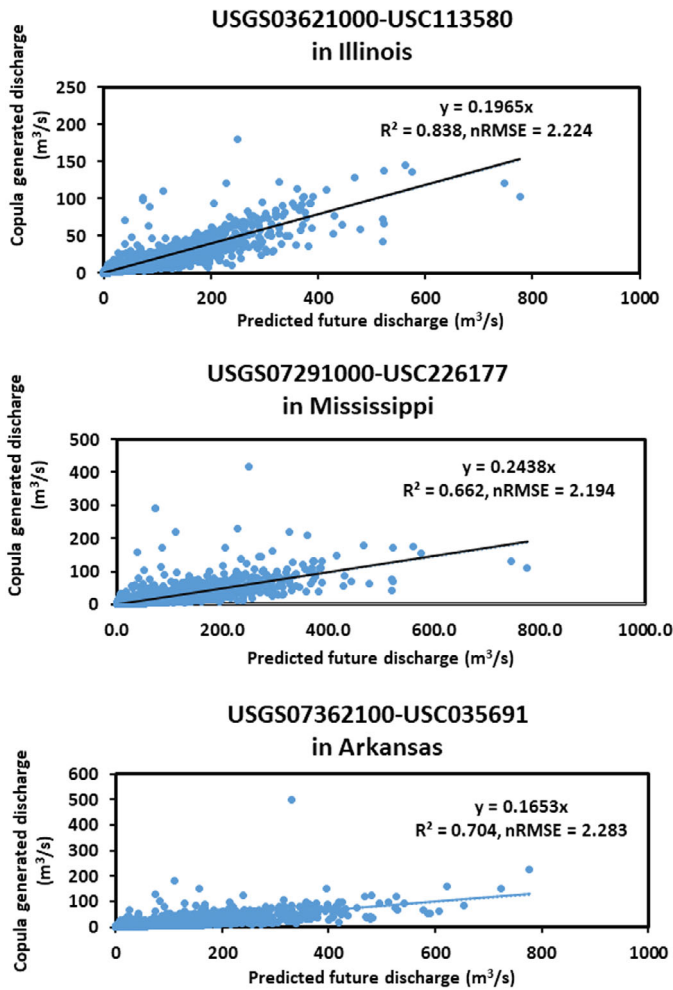 USGS03621000-USC113580
in Illinois
Copula generated discharge
(m³/s)
250
200
150
100
50
0
y = 0.1965x
R² = 0.838, nRMSE = 2.224
0 200 400 600 800 1000
Predicted future discharge (m³/s)
USGS07291000-USC226177
in Mississippi
Copula generated discharge
(m³/s)
500
400
300
200
100
0
y = 0.2438x
R² = 0.662, nRMSE = 2.194
0.0 200.0 400.0 600.0 800.0 1000.0
Predicted future discharge (m³/s)
USGS07362100-USC035691
in Arkansas
Copula generated discharge
(m³/s)
600
500
400
300
200
100
0
y = 0.1653x
R² = 0.704, nRMSE = 2.283
0 200 400 600 800 1000
Predicted future discharge (m³/s)